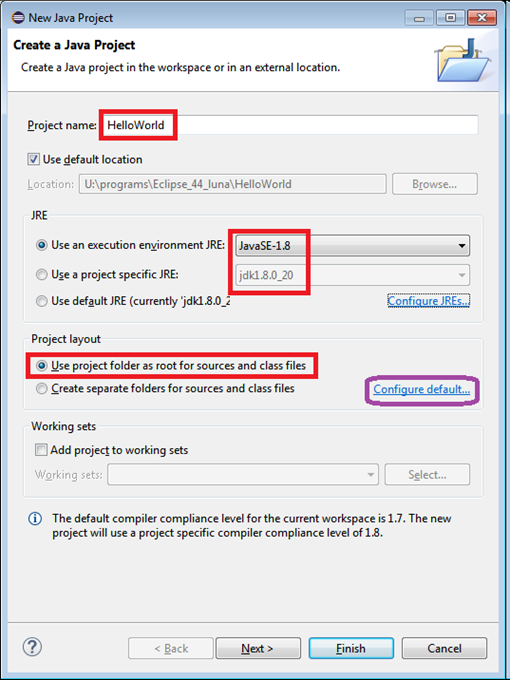 New Java Project
Create a Java Project
Create a Java project in the workspace or in an external location.
Project name: HelloWorld
Use default location
Location: U:\programs\Eclipse_44_luna\HelloWorld Browse...
JRE
Use an execution environment JRE: JavaSE-1.8
Use a project specific JRE: jdk1.8.0_20
Use default JRE (currently 'jdk1.8.0_2 Configure JREs...
Project layout
Use project folder as root for sources and class files
Create separate folders for sources and class files Configure default...
Working sets
Add project to working sets
Working sets: Select...
The default compiler compliance level for the current workspace is 1.7. The new
project will use a project specific compiler compliance level of 1.8.
? < Back Next > Finish Cancel